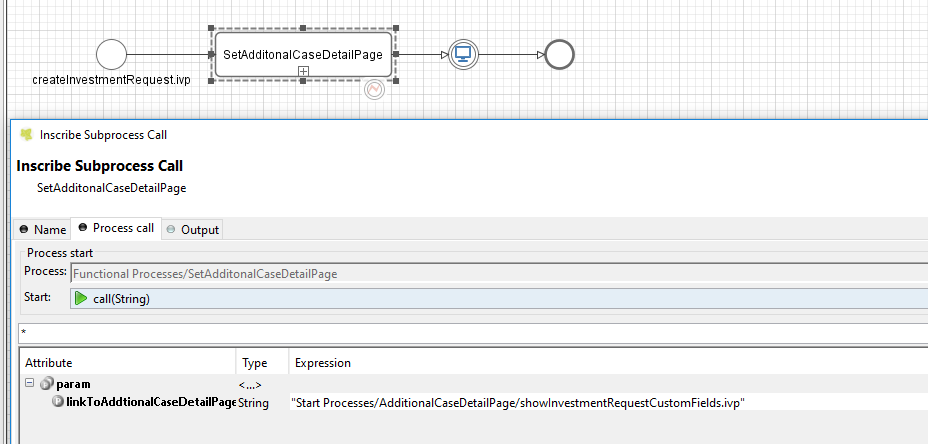 SetAdditonalCaseDetailPage
createInvestmentRequest.ivp
Inscribe Subprocess Call
Inscribe Subprocess Call
SetAdditonalCaseDetailPage
Name Process call Output
Process start
Process: Functional Processes/SetAdditonalCaseDetailPage
Start: call(String)
*
Attribute Type Expression
param <...>
linkToAddtionalCaseDetailPage String "Start Processes/AdditionalCaseDetailPage/showInvestmentRequestCustomFields.ivp"